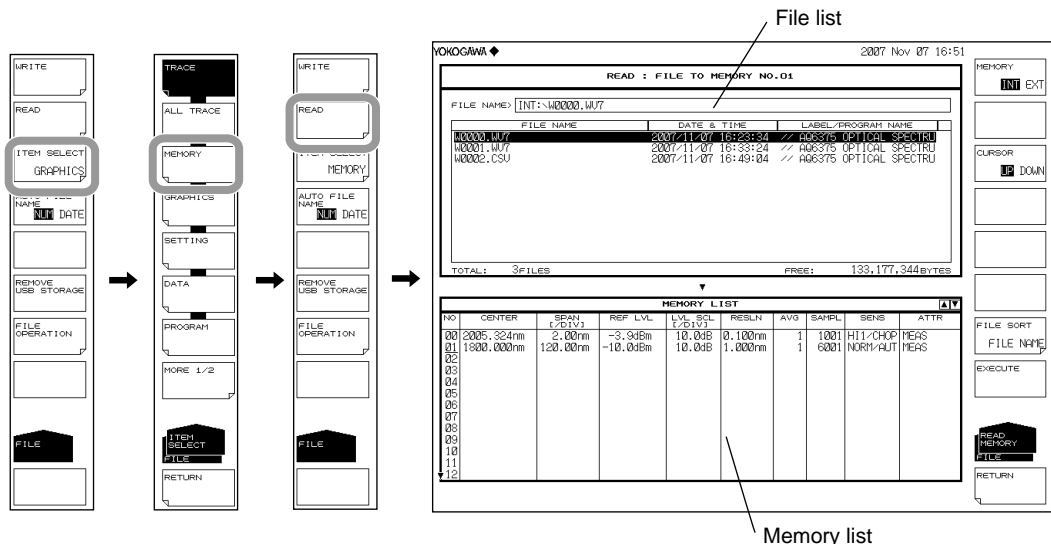 File list
WRITE
READ
ITEM SELECT
GRAPHICS
AUTO FILE
NAME
NUM DATE
REMOVE
USB STORAGE
FILE
OPERATION
FILE
TRACE
ALL TRACE
MEMORY
GRAPHICS
SETTING
DATA
PROGRAM
MORE 1/2
ITEM
SELECT
FILE
RETURN
WRITE
READ
ITEM SELECT
MEMORY
AUTO FILE
NAME
NUM DATE
REMOVE
USB STORAGE
FILE
OPERATION
FILE
YOKOGAWA 2007 Nov 07 16:51
READ : FILE TO MEMORY NO.01
FILE NAME> INT:\W0000.WV7
FILE NAME DATE & TIME LABEL/PROGRAM NAME
W0000.WV7 2007/11/07 16:23:34 // AQ6375 OPTICAL SPECTRU
W0001.WV7 2007/11/07 16:33:24 // AQ6375 OPTICAL SPECTRU
W0002.CSV 2007/11/07 16:49:04 // AQ6375 OPTICAL SPECTRU
TOTAL: 3FILES FREE: 133,177,344BYTES
MEMORY LIST
NO CENTER SPAN REF LVL LVL SCL RESLN AVG SAMPL SENS ATTR
[/DIV] [/DIV]
00 2005.324nm 2.00nm -3.9dBm 10.0dB 0.100nm 1 1001 HI1/CHOP MEAS
01 1800.000nm 120.00nm -10.0dBm 10.0dB 1.000nm 1 6001 NORM/AUT MEAS
02
03
04
05
06
07
08
09
10
11
12
MEMORY
INT EXT
CURSOR
UP DOWN
FILE SORT
FILE NAME
EXECUTE
READ
MEMORY
FILE
RETURN
Memory list